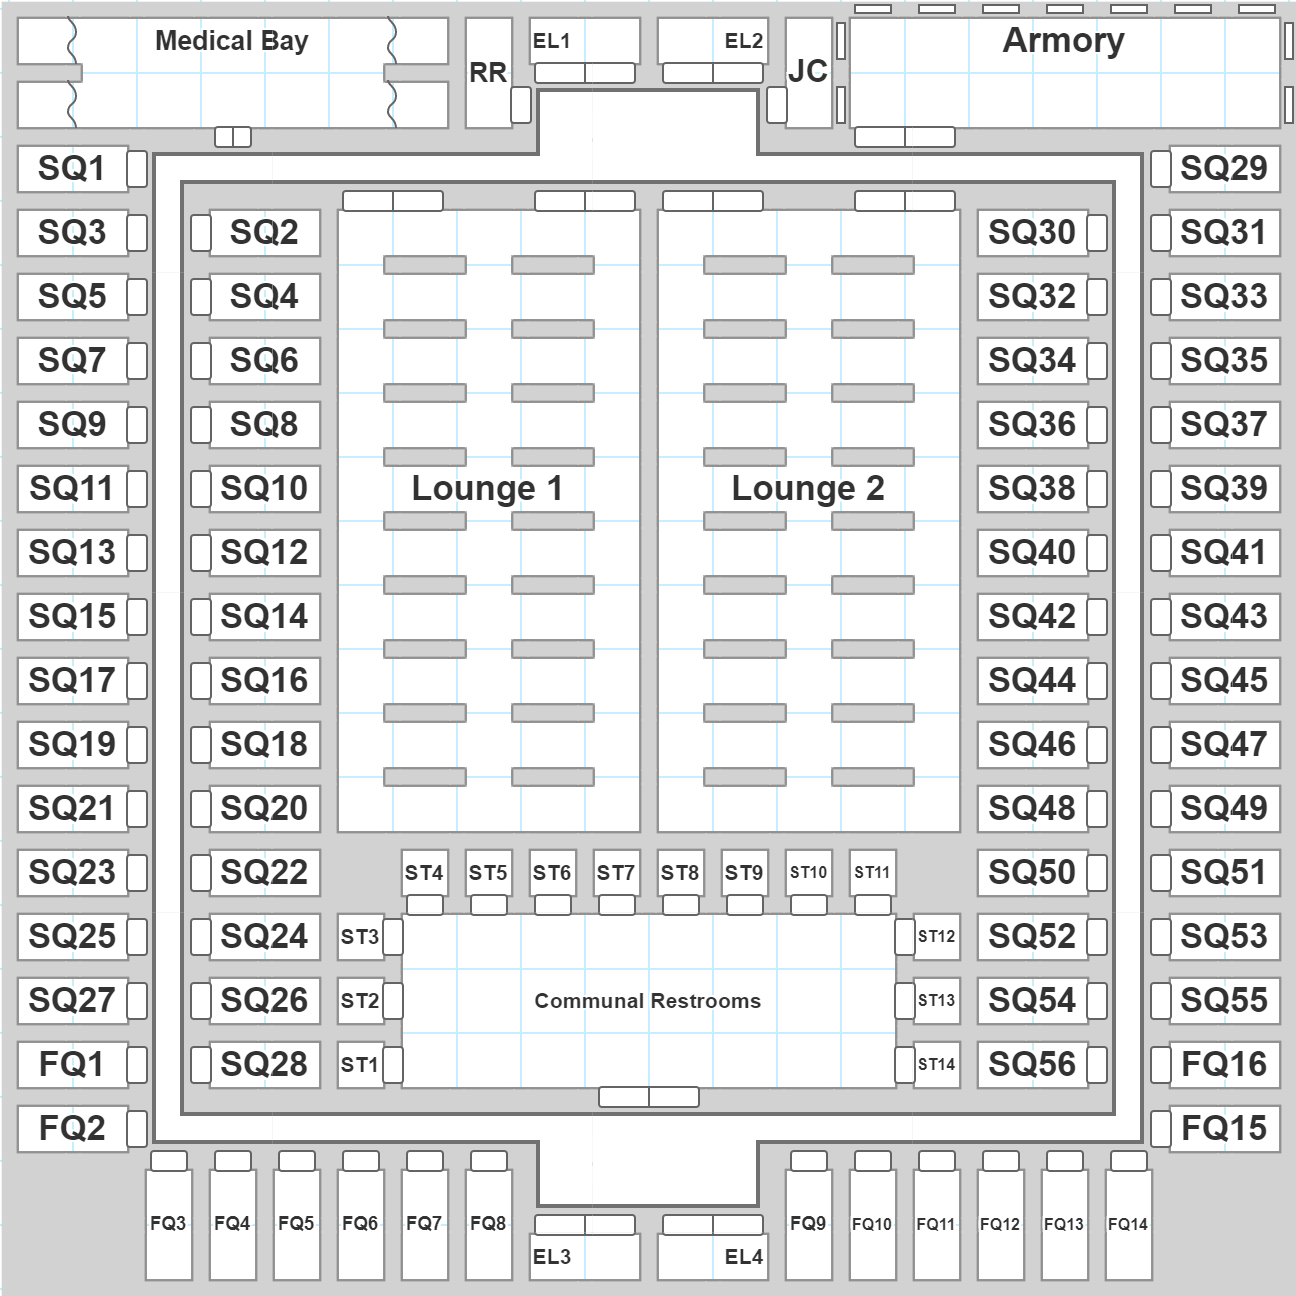 Medical Bay
RR
EL1
EL2
JC
Armory
SQ1
SQ29
SQ3
SQ2
SQ30
SQ31
SQ5
SQ4
SQ32
SQ33
SQ7
SQ6
SQ34
SQ35
SQ9
SQ8
SQ36
SQ37
SQ11
SQ10
Lounge 1
Lounge 2
SQ38
SQ39
SQ13
SQ12
SQ40
SQ41
SQ15
SQ14
SQ42
SQ43
SQ17
SQ16
SQ44
SQ45
SQ19
SQ18
SQ46
SQ47
SQ21
SQ20
SQ48
SQ49
SQ23
SQ22
ST4
ST5
ST6
ST7
ST8
ST9
ST10
ST11
SQ50
SQ51
SQ25
SQ24
ST3
ST12
SQ52
SQ53
SQ27
SQ26
ST2
Communal Restrooms
ST13
SQ54
SQ55
FQ1
SQ28
ST1
ST14
SQ56
FQ16
FQ2
FQ15
FQ3
FQ4
FQ5
FQ6
FQ7
FQ8
EL3
EL4
FQ9
FQ10
FQ11
FQ12
FQ13
FQ14